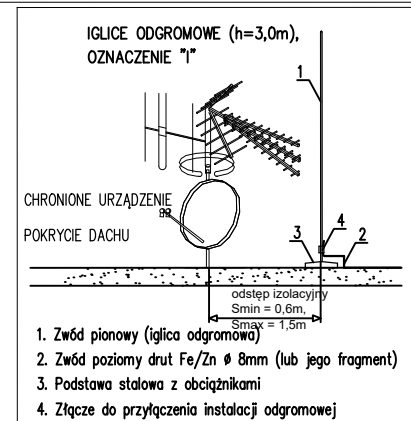 IGLICE ODGROMOWE (h=3,0m),
OZNACZENIE "I"
1
CHRONIONE URZĄDZENIE
POKRYCIE DACHU
3
4
2
odstęp izolacyjny
Smin = 0,6m,
Smax = 1,5m
1. Zwód pionowy (iglica odgromowa)
2. Zwód poziomy drut Fe/Zn ø 8mm (lub jego fragment)
3. Podstawa stalowa z obciążnikami
4. Złącze do przyłączenia instalacji odgromowej